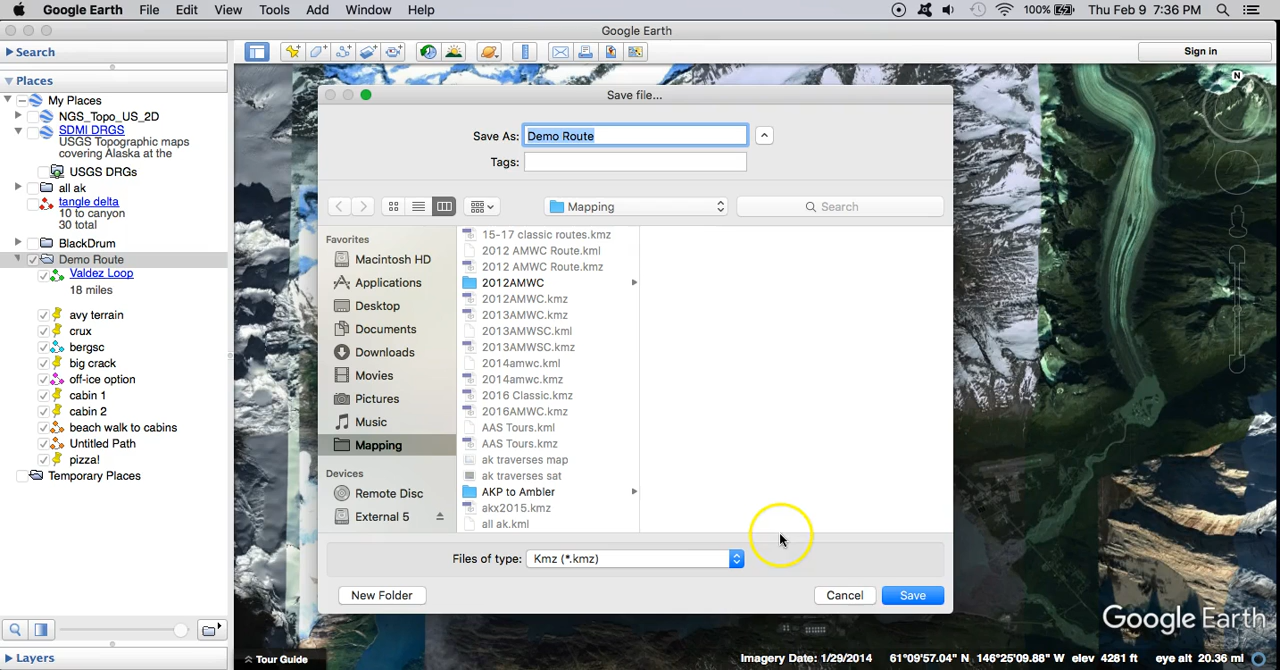 Google Earth File Edit View Tools Add Window Help 100% Thu Feb 9 7:36 PM
Google Earth
Search
Sign in
Places
My Places
NGS_Topo_US_2D
SDMI DRGS
USGS Topographic maps
covering Alaska at the
USGS DRGs
all ak
tangle delta
10 to canyon
30 total
BlackDrum
Demo Route
Valdez Loop
18 miles
avy terrain
crux
bergsc
big crack
off-ice option
cabin 1
cabin 2
beach walk to cabins
Untitled Path
pizza!
Temporary Places
Layers
Save file...
Save As: Demo Route
Tags:
Mapping
Search
Favorites
Macintosh HD
Applications
Desktop
Documents
Downloads
Movies
Pictures
Music
Mapping
Devices
Remote Disc
External 5
15-17 classic routes.kmz
2012 AMWC Route.kml
2012 AMWC Route.kmz
2012AMWC
2012AMWC.kmz
2013AMWC.kmz
2013AMWSC.kml
2013AMWSC.kmz
2014amwc.kml
2014amwc.kmz
2016 Classic.kmz
2016AMWC.kmz
AAS Tours.kml
AAS Tours.kmz
ak traverses map
ak traverses sat
AKP to Ambler
akx2015.kmz
all ak.kml
Files of type: Kmz (*.kmz)
New Folder
Cancel
Save
N
Google Earth
Tour Guide
Imagery Date: 1/29/2014 61°09'57.04" N 146°25'09.88" W elev 4281 ft eye alt 20.36 mi